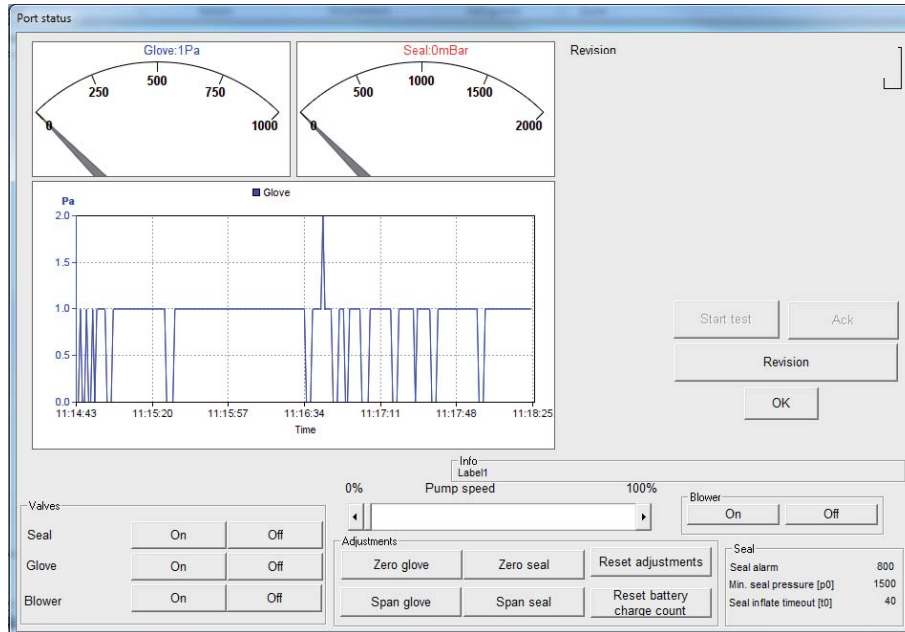 Port status
Glove:1Pa
0 250 500 750 1000
Seal:0mBar
0 500 1000 1500 2000
Revision
Glove
Pa
2.0
1.5
1.0
0.5
0.0
11:14:43 11:15:20 11:15:57 11:16:34 11:17:11 11:17:48 11:18:25
Time
Start test Ack
Revision
OK
Info
Label1
0% Pump speed 100%
Blower
On Off
Valves
Seal On Off
Glove On Off
Blower On Off
Adjustments
Zero glove Zero seal Reset adjustments
Span glove Span seal Reset battery
charge count
Seal
Seal alarm 800
Min. seal pressure [p0] 1500
Seal inflate timeout [t0] 40